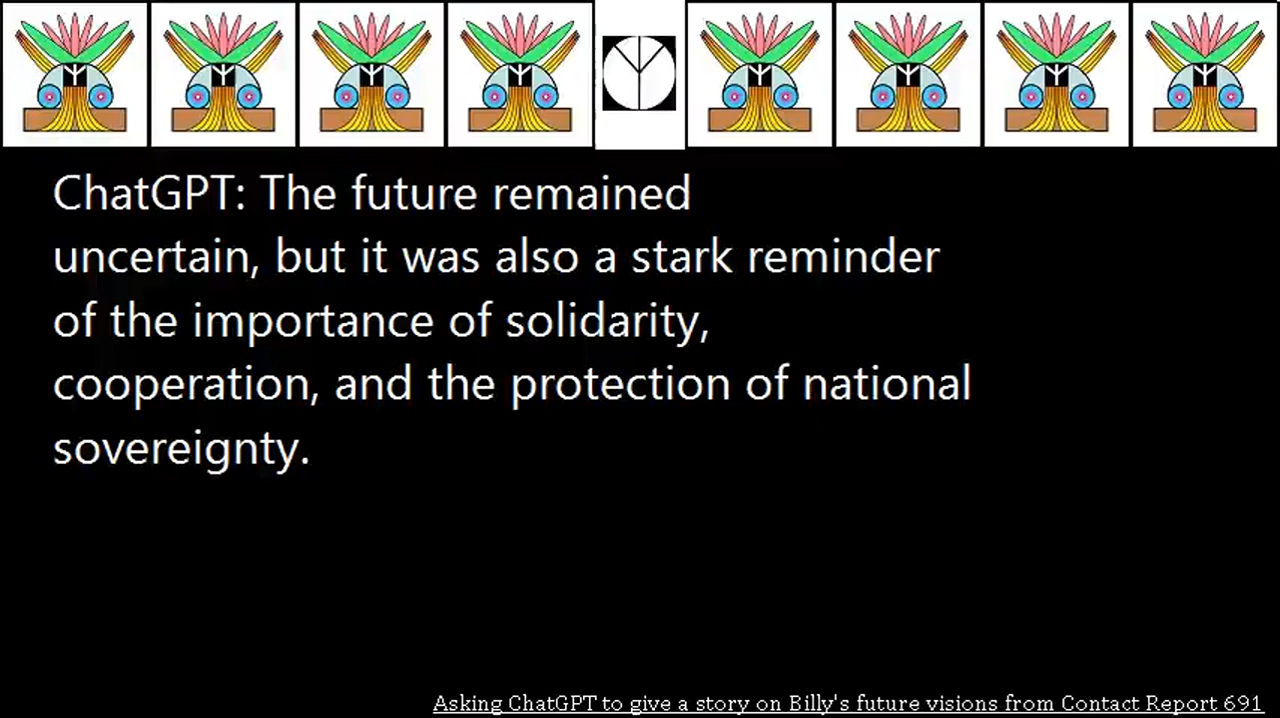 ChatGPT: The future remained
uncertain, but it was also a stark reminder
of the importance of solidarity,
cooperation, and the protection of national
sovereignty.
Asking ChatGPT to give a story on Billy's future visions from Contact Report 691